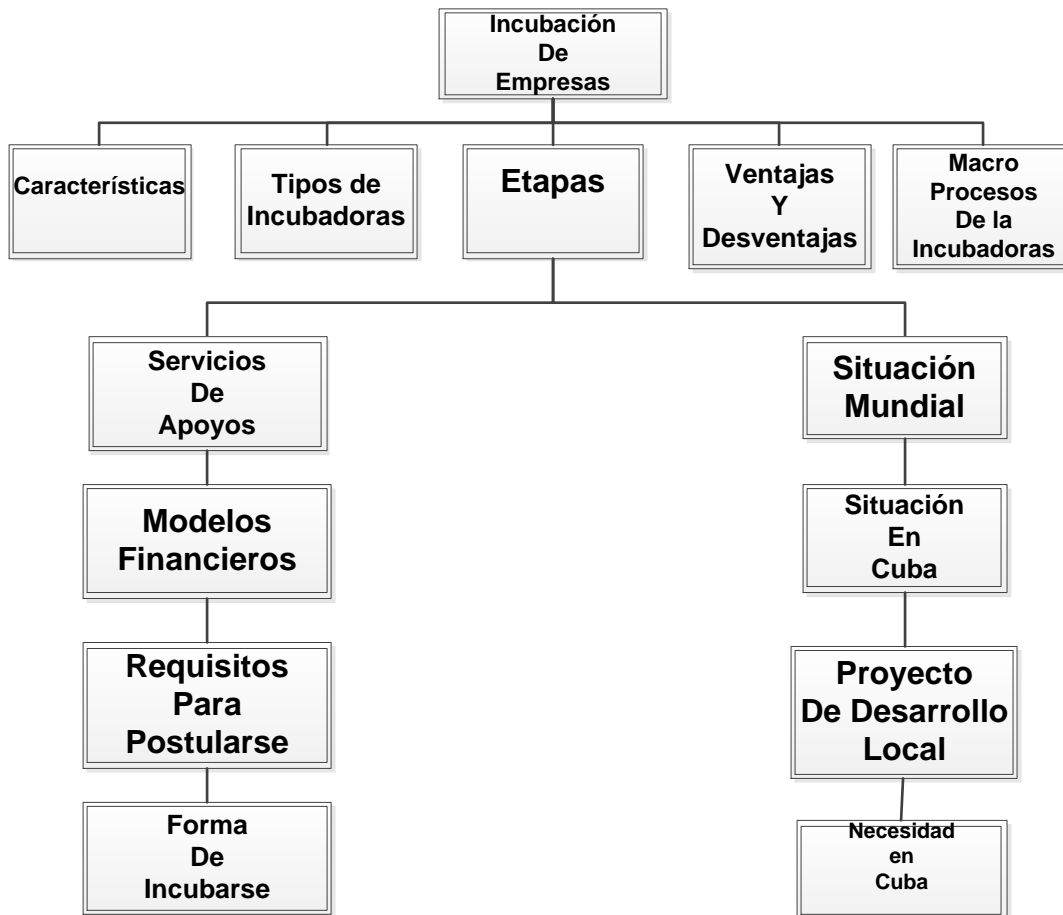 Incubación
De
Empresas
Características
Tipos de
Incubadoras
Etapas
Ventajas
Y
Desventajas
Macro
Procesos
De la
Incubadoras
Servicios
De
Apoyos
Modelos
Financieros
Requisitos
Para
Postularse
Forma
De
Incubarse
Situación
Mundial
Situación
En
Cuba
Proyecto
De Desarrollo
Local
Necesidad
en
Cuba